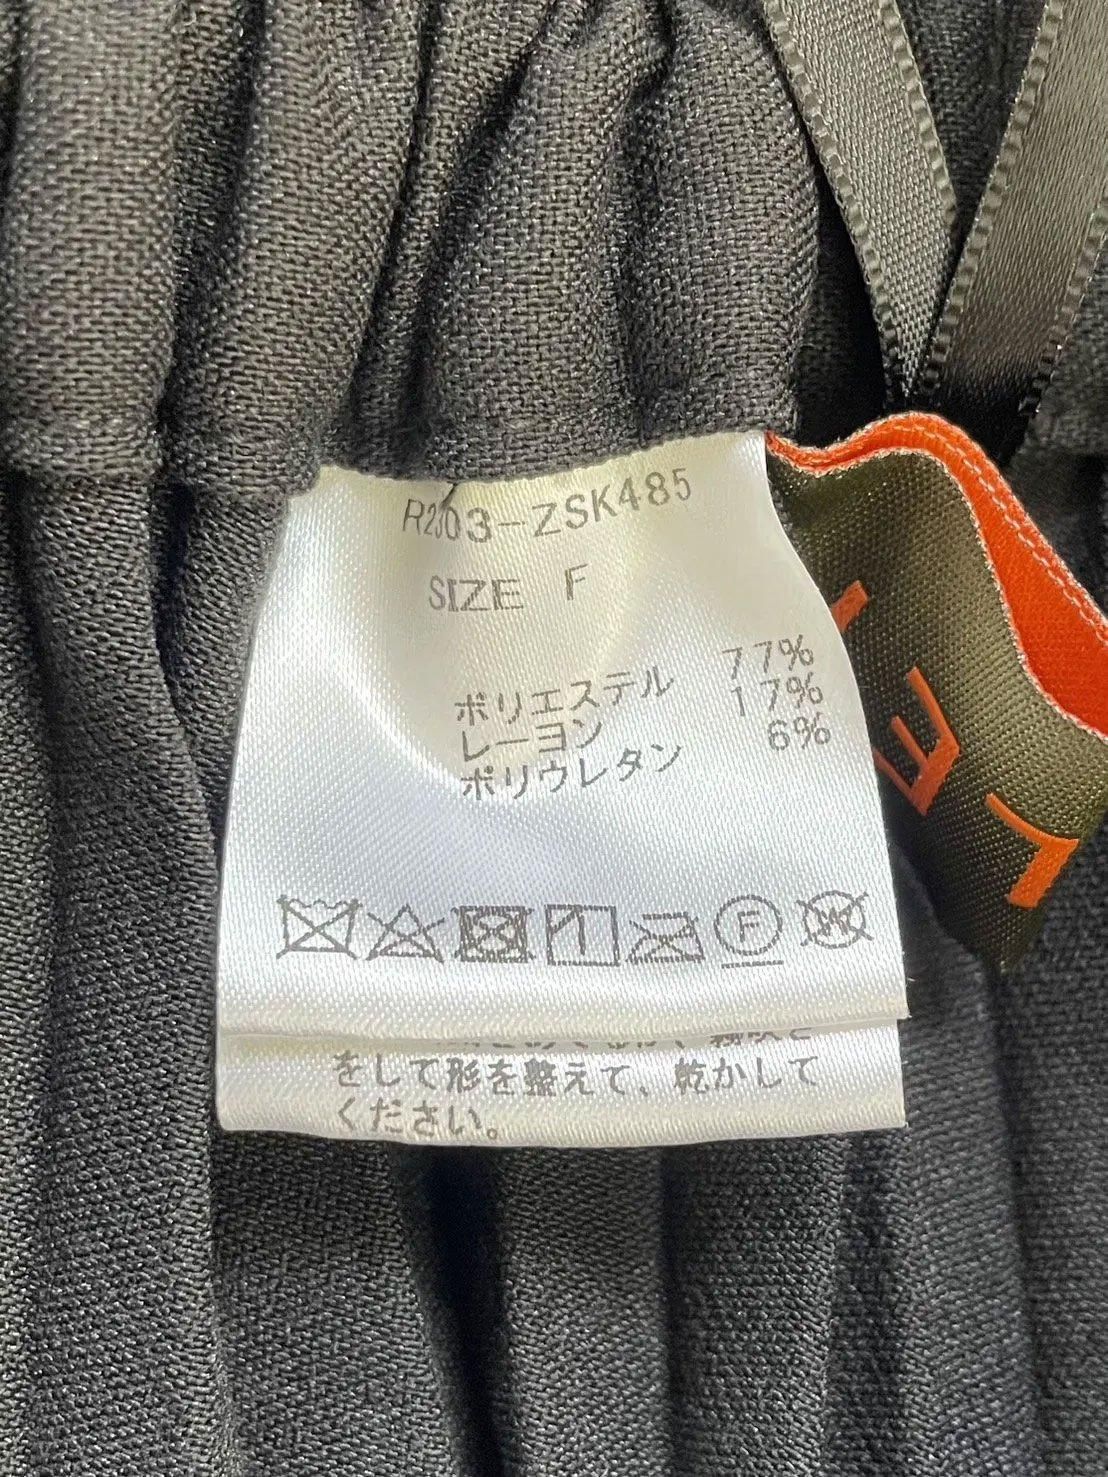 R2303-ZSK485
SIZE F
ポリエステル 77%
レーヨン 17%
ポリウレタン 6%
F
W
をして形を整えて、乾かして
ください。